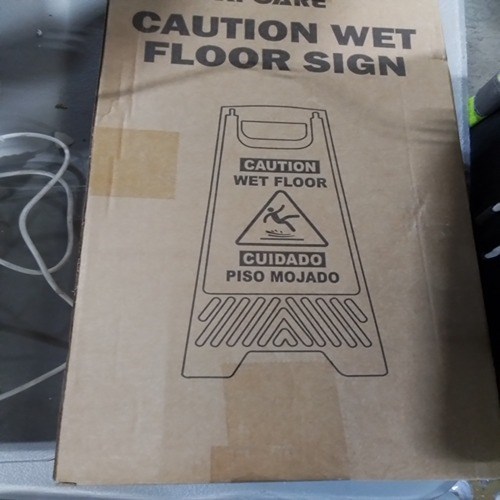 CAUTION WET
FLOOR SIGN
CAUTION
WET FLOOR
CUIDADO
PISO MOJADO